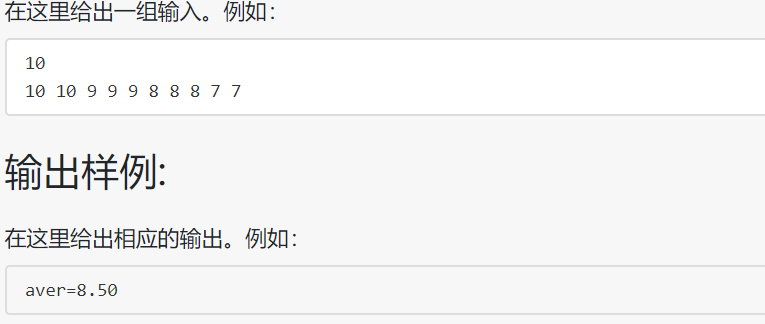 在这里给出一组输入。例如：
10
10 10 9 9 9 8 8 8 7 7
输出样例:
在这里给出相应的输出。例如：
aver=8.50